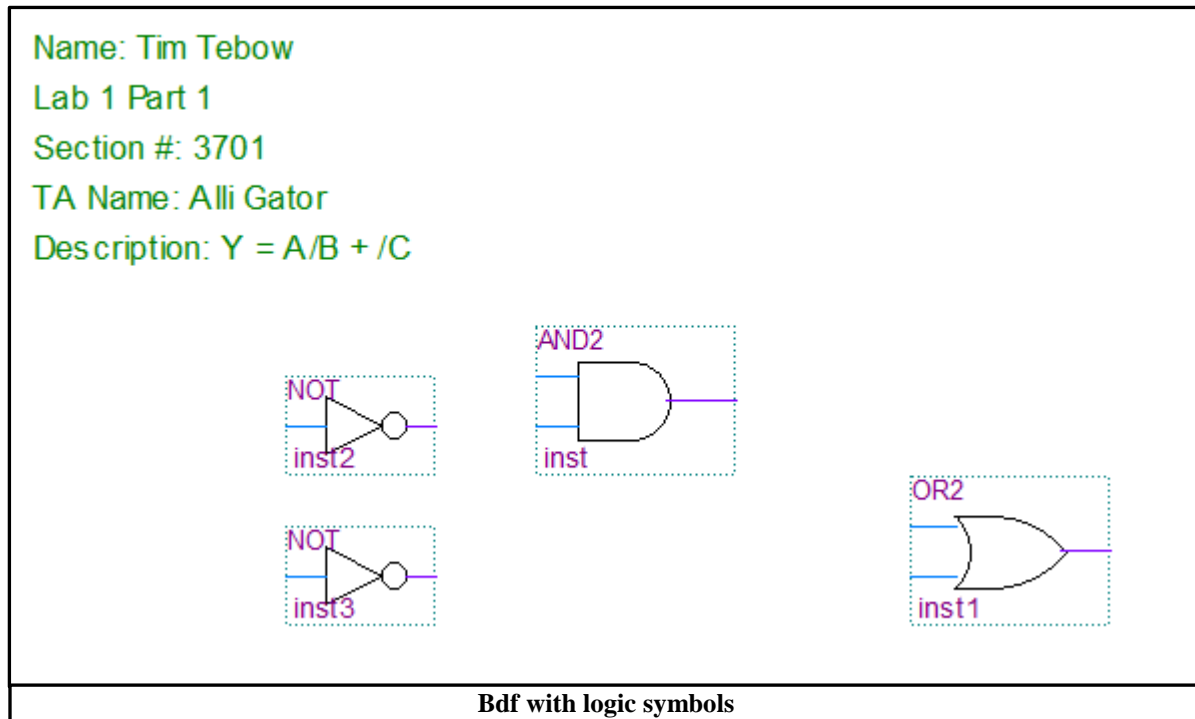 Name: Tim Tebow
Lab 1 Part 1
Section #: 3701
TA Name: Alli Gator
Description: Y = A/B + /C
AND2
inst
NOT
inst2
NOT
inst3
OR2
inst1
Bdf with logic symbols